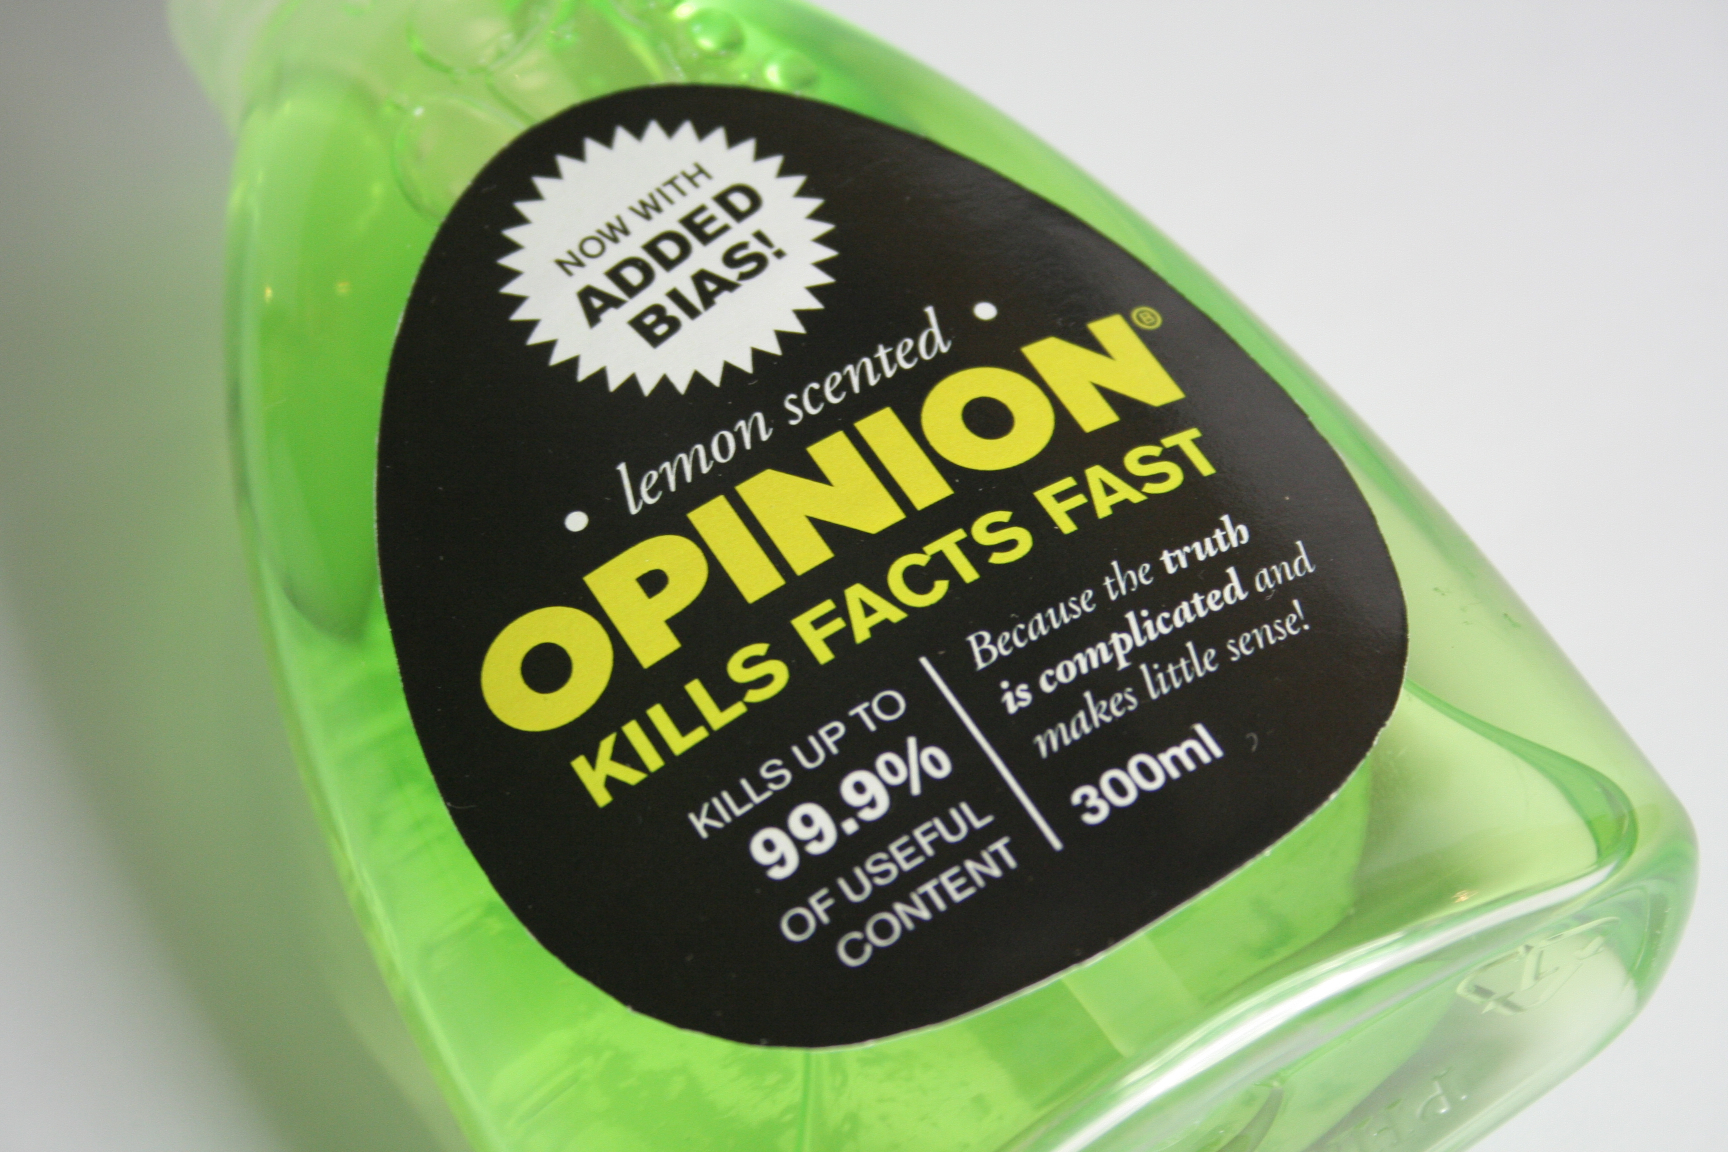 NOW WITH
ADDED
BIAS!
• lemon scented •
OPINION®
KILLS FACTS FAST
KILLS UP TO
99.9%
OF USEFUL
CONTENT
Because the truth
is complicated and
makes little sense!
300ml